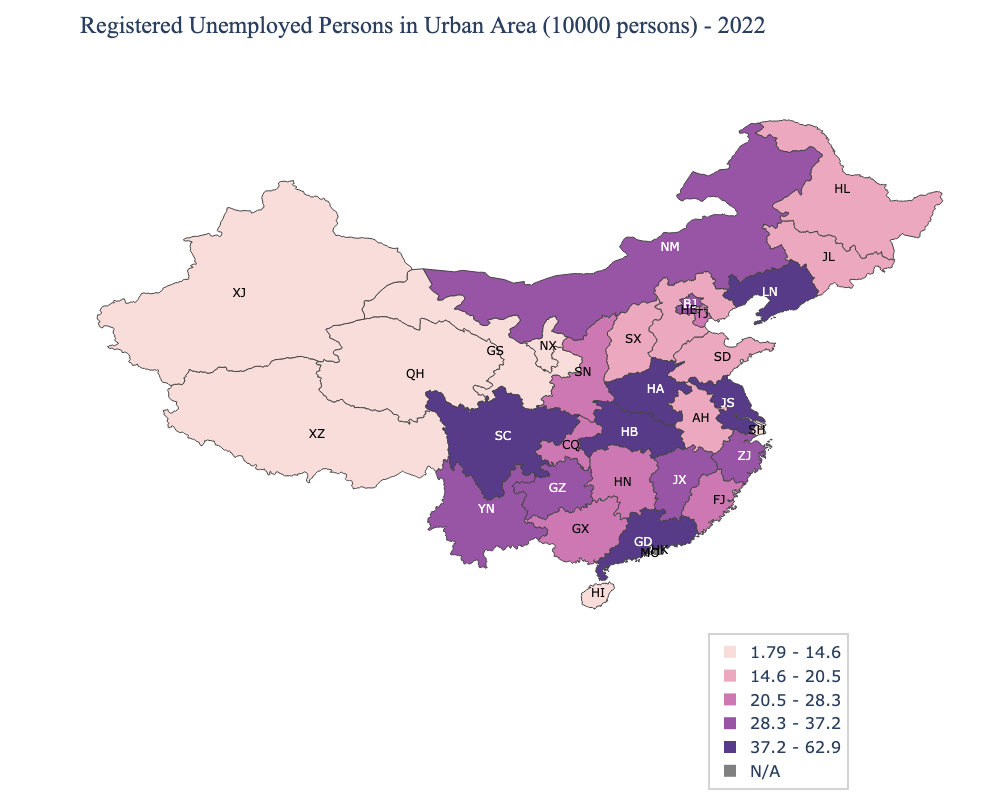 Registered Unemployed Persons in Urban Area (10000 persons) - 2022
HL
NM
JL
XJ
LN
BJ
HE
TJ
SX
NX
GS
SD
SN
QH
HA
JS
AH
SH
XZ
SC
HB
CQ
ZJ
JX
HN
GZ
FJ
YN
GX
GD
HK
MO
HI
1.79 - 14.6
14.6 - 20.5
20.5 - 28.3
28.3 - 37.2
37.2 - 62.9
N/A